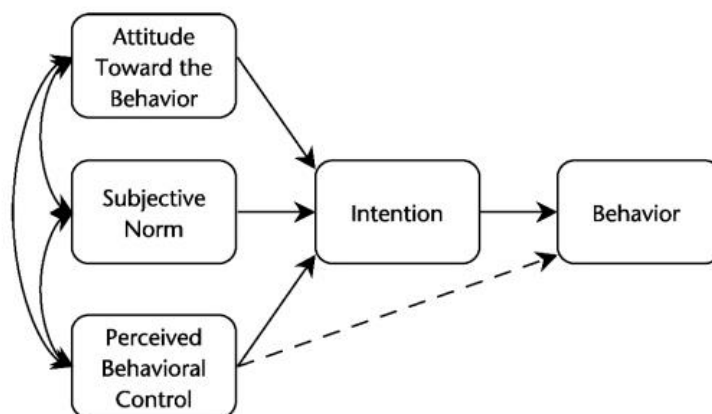 Attitude
Toward the
Behavior
Subjective
Norm
Intention
Behavior
Perceived
Behavioral
Control